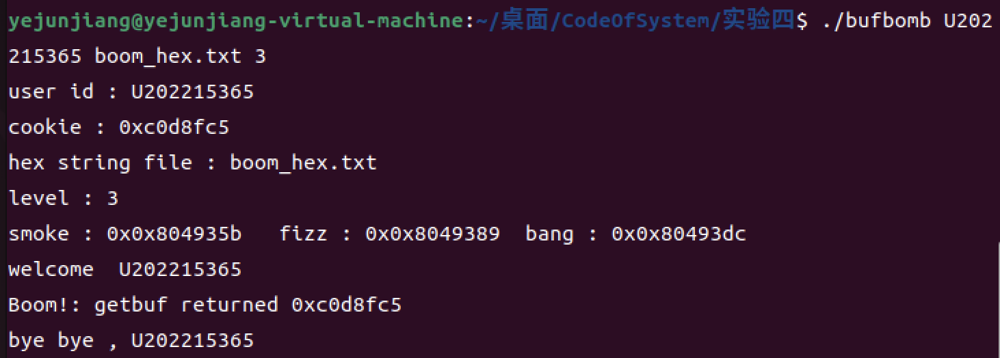 yejunjiang@yejunjiang-virtual-machine:~/桌面/CodeOfSystem/实验四$ ./bufbomb U202
215365 boom_hex.txt 3
user id : U202215365
cookie : 0xc0d8fc5
hex string file : boom_hex.txt
level : 3
smoke : 0x0x804935b   fizz : 0x0x8049389  bang : 0x0x80493dc
welcome  U202215365
Boom!: getbuf returned 0xc0d8fc5
bye bye , U202215365